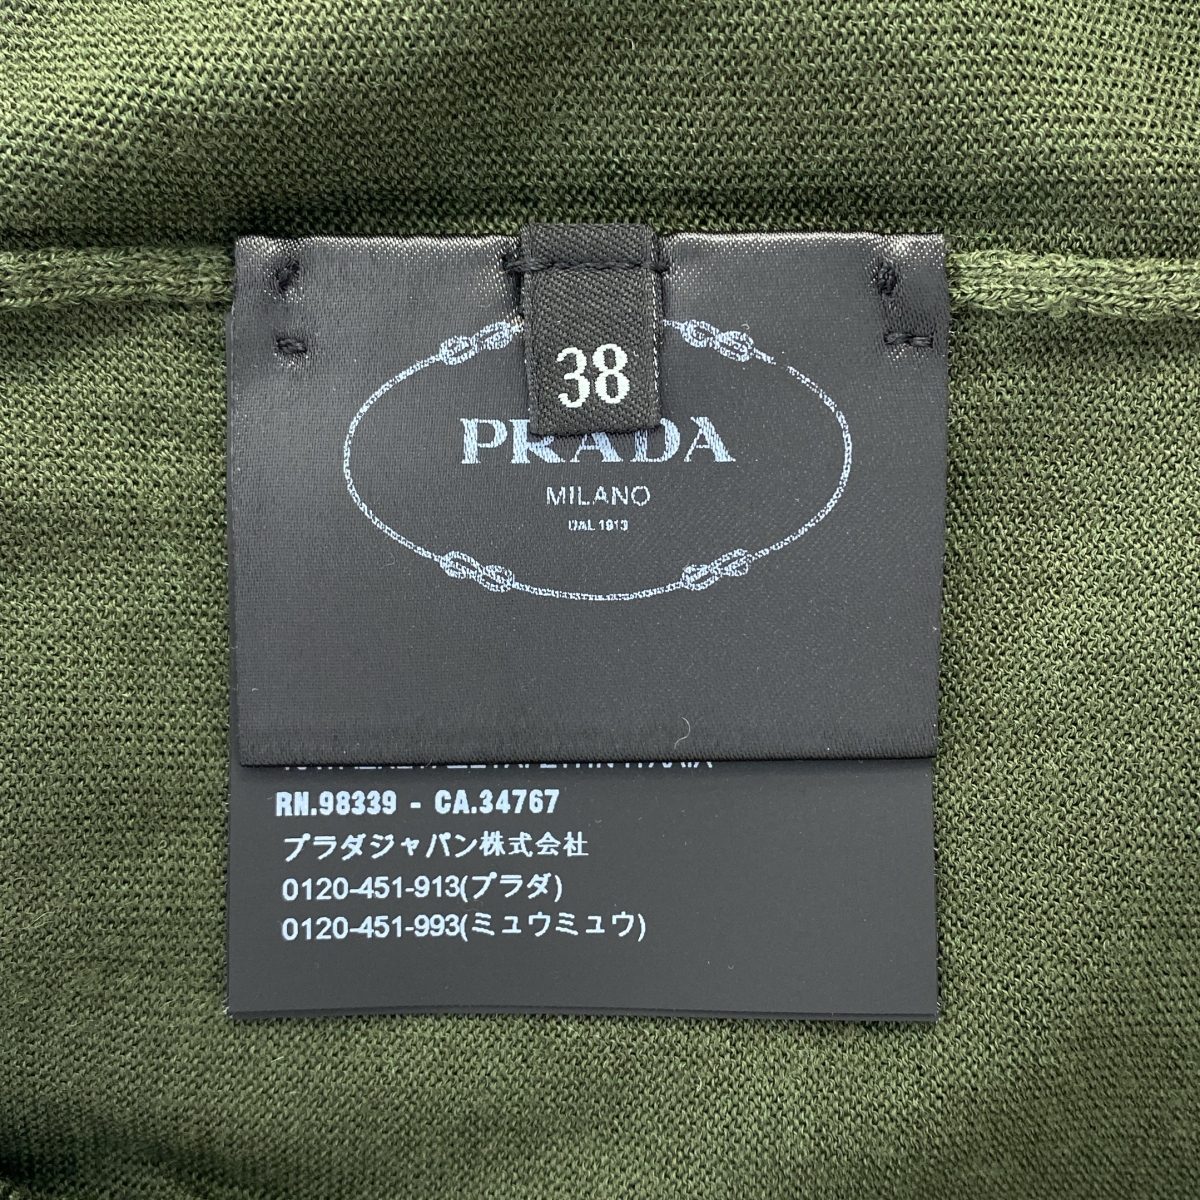 38
PRADA
MILANO
DAL 1913
RN.98339 - CA.34767
プラダジャパン株式会社
0120-451-913(プラダ)
0120-451-993(ミュウミュウ)